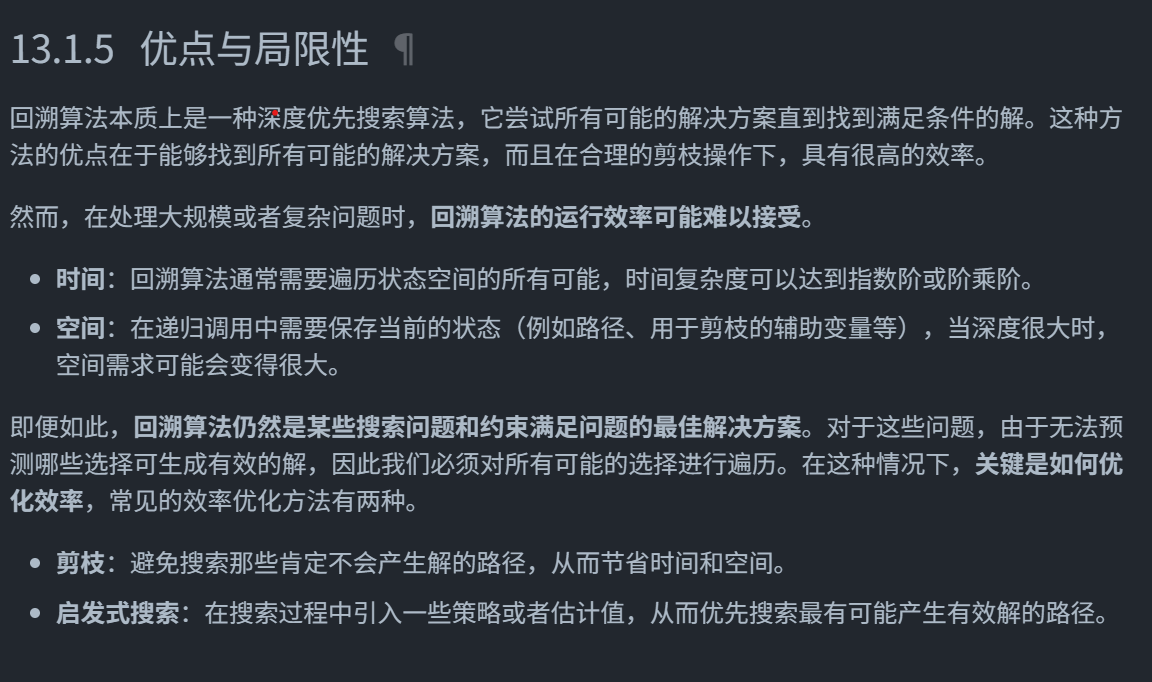 13.1.5 优点与局限性 ¶
回溯算法本质上是一种深度优先搜索算法，它尝试所有可能的解决方案直到找到满足条件的解。这种方
法的优点在于能够找到所有可能的解决方案，而且在合理的剪枝操作下，具有很高的效率。
然而，在处理大规模或者复杂问题时，回溯算法的运行效率可能难以接受。
• 时间：回溯算法通常需要遍历状态空间的所有可能，时间复杂度可以达到指数阶或阶乘阶。
• 空间：在递归调用中需要保存当前的状态（例如路径、用于剪枝的辅助变量等），当深度很大时，
空间需求可能会变得很大。
即便如此，回溯算法仍然是某些搜索问题和约束满足问题的最佳解决方案。对于这些问题，由于无法预
测哪些选择可生成有效的解，因此我们必须对所有可能的选择进行遍历。在这种情况下，关键是如何优
化效率，常见的效率优化方法有两种。
• 剪枝：避免搜索那些肯定不会产生解的路径，从而节省时间和空间。
• 启发式搜索：在搜索过程中引入一些策略或者估计值，从而优先搜索最有可能产生有效解的路径。